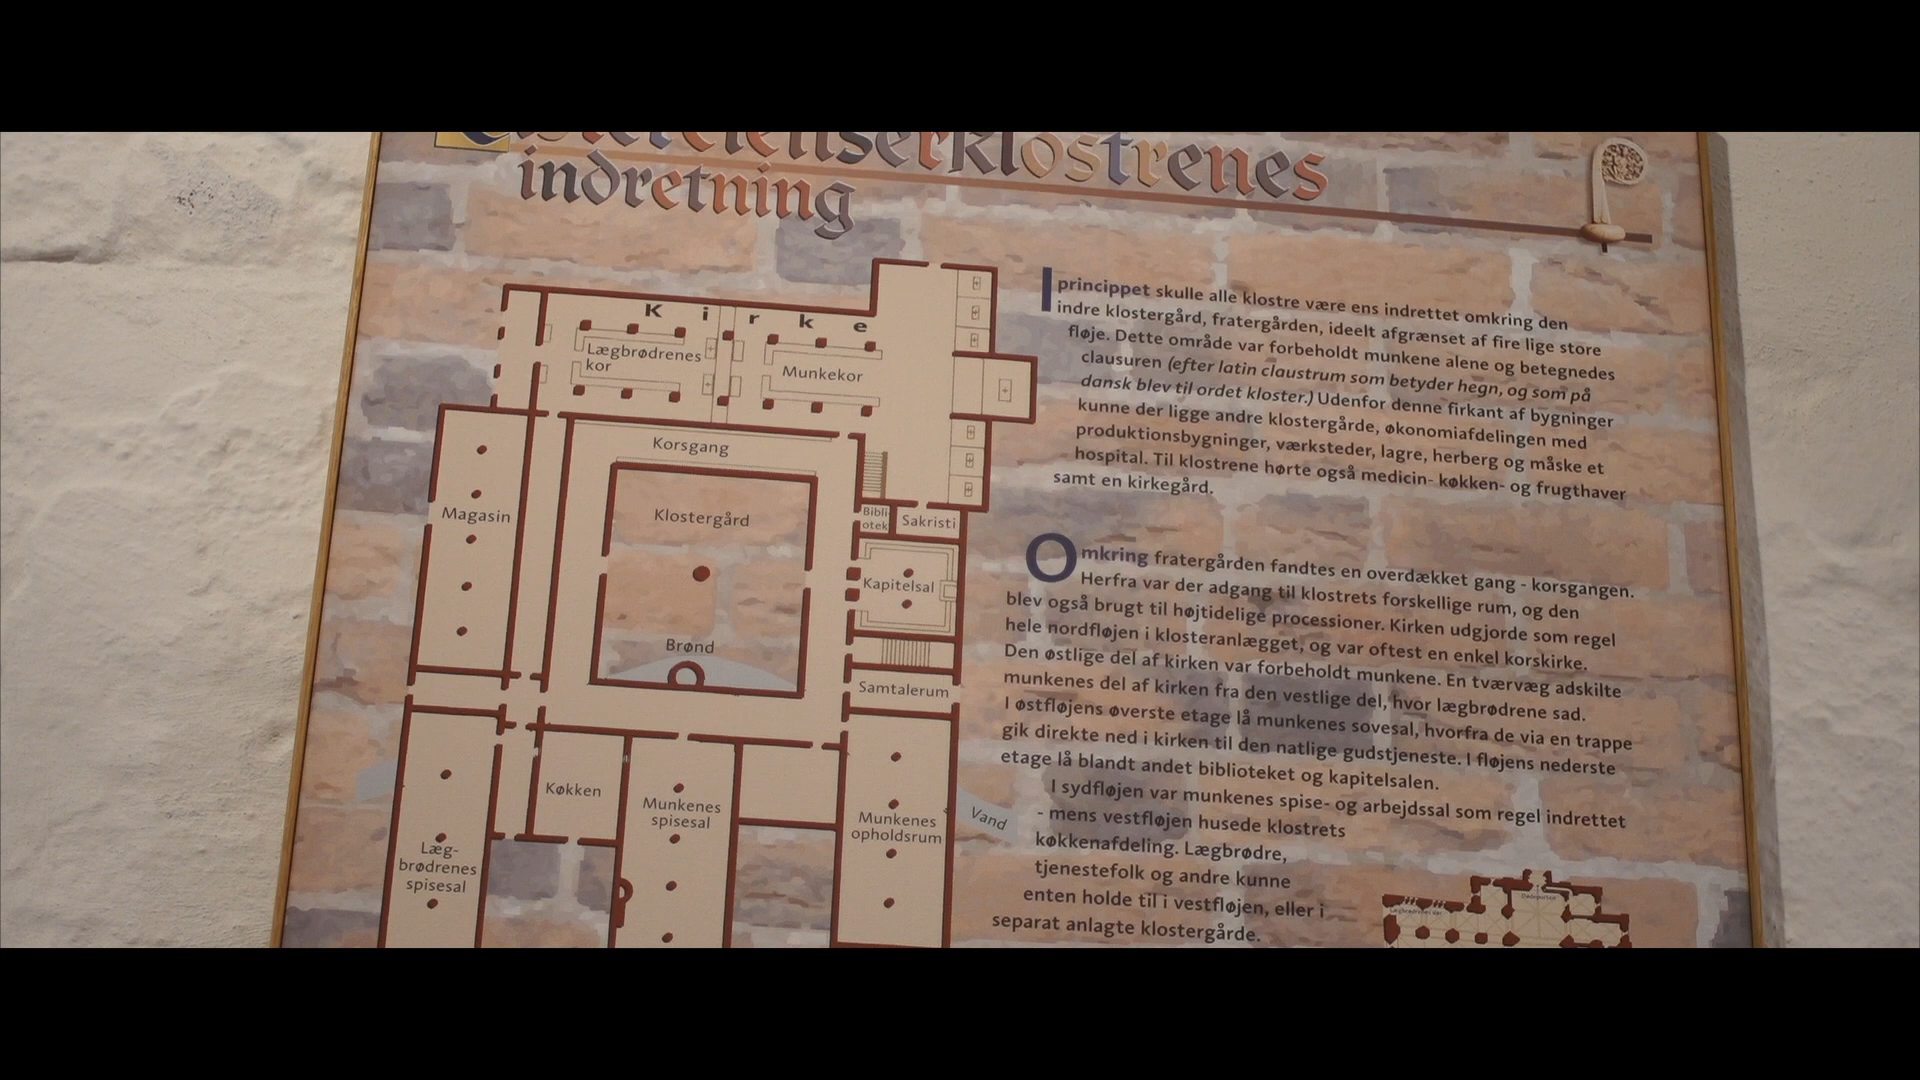 Cistercienserklostrenes
indretning
I princippet skulle alle klostre være ens indrettet omkring den
indre klostergård, fratergården, ideelt afgrænset af fire lige store
fløje. Dette område var forbeholdt munkene alene og betegnedes
clausuren (efter latin claustrum som betyder hegn, og som på
dansk blev til ordet kloster.) Udenfor denne firkant af bygninger
kunne der ligge andre klostergårde, økonomiafdelingen med
produktionsbygninger, værksteder, lagre, herberg og måske et
hospital. Til klostrene hørte også medicin- køkken- og frugthaver
samt en kirkegård.
Omkring fratergården fandtes en overdækket gang - korsgangen.
Herfra var der adgang til klostrets forskellige rum, og den
blev også brugt til højtidelige processioner. Kirken udgjorde som regel
hele nordfløjen i klosteranlægget, og var oftest en enkel korskirke.
Den østlige del af kirken var forbeholdt munkene. En tværvæg adskilte
munkenes del af kirken fra den vestlige del, hvor lægbrødrene sad.
I østfløjens øverste etage lå munkenes sovesal, hvorfra de via en trappe
gik direkte ned i kirken til den natlige gudstjeneste. I fløjens nederste
etage lå blandt andet biblioteket og kapitelsalen.
I sydfløjen var munkenes spise- og arbejdssal som regel indrettet
- mens vestfløjen husede klostrets
køkkenafdeling. Lægbrødre,
tjenestefolk og andre kunne
enten holde til i vestfløjen, eller i
separat anlagte klostergårde.
Kirke
Lægbrødrenes
kor
Munkekor
Korsgang
Magasin
Klostergård
Bibli
otek
Sakristi
Kapitelsal
Brønd
Samtalerum
Køkken
Munkenes
spisesal
Munkenes
opholdsrum
Vand
Læg-
brødrenes
spisesal